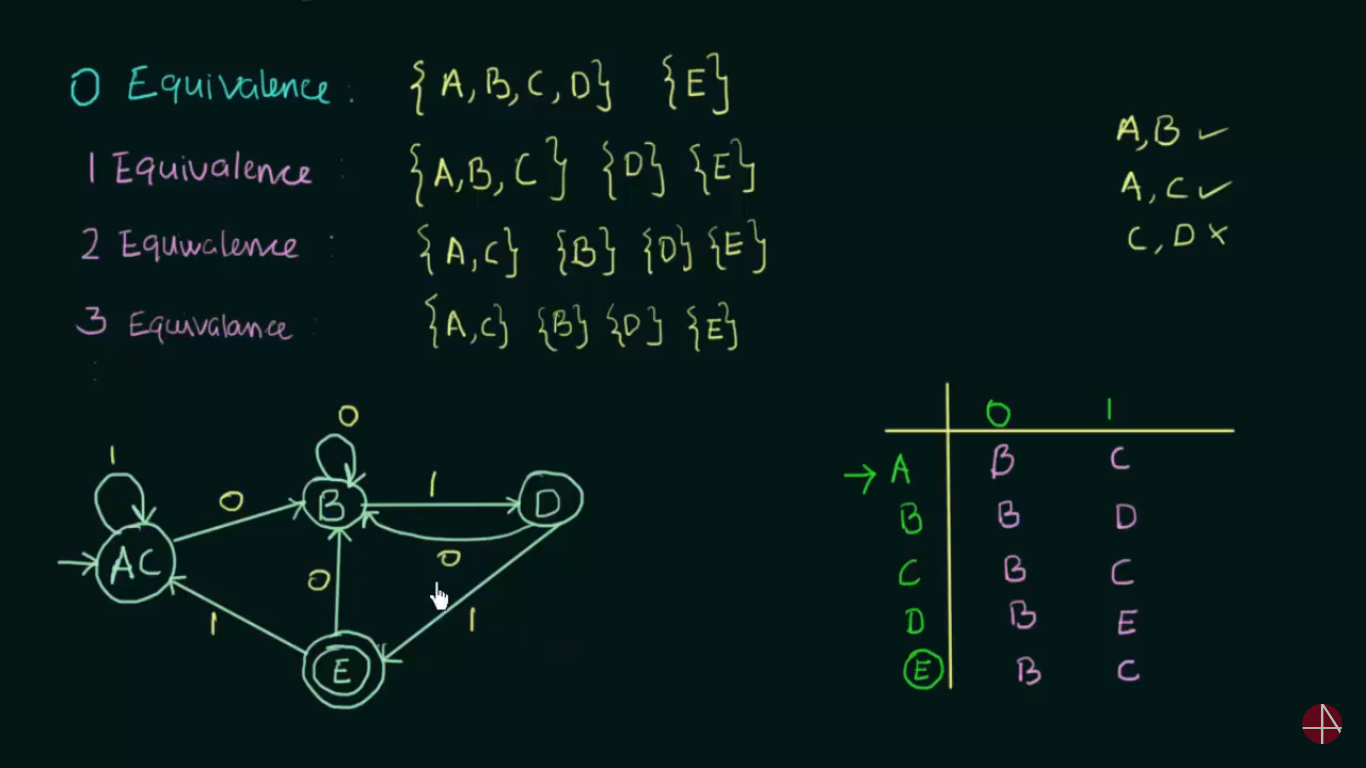 0 Equivalence : {A, B, C, D} {E}
1 Equivalence : {A, B, C} {D} {E}
2 Equivalence : {A, C} {B} {D} {E}
3 Equivalance : {A, C} {B} {D} {E}
A, B ✓
A, C ✓
C, D ×
0
1
1
0
B
D
AC
0
0
1
1
E
0 1
→ A B C
B B D
C B C
D B E
E B C